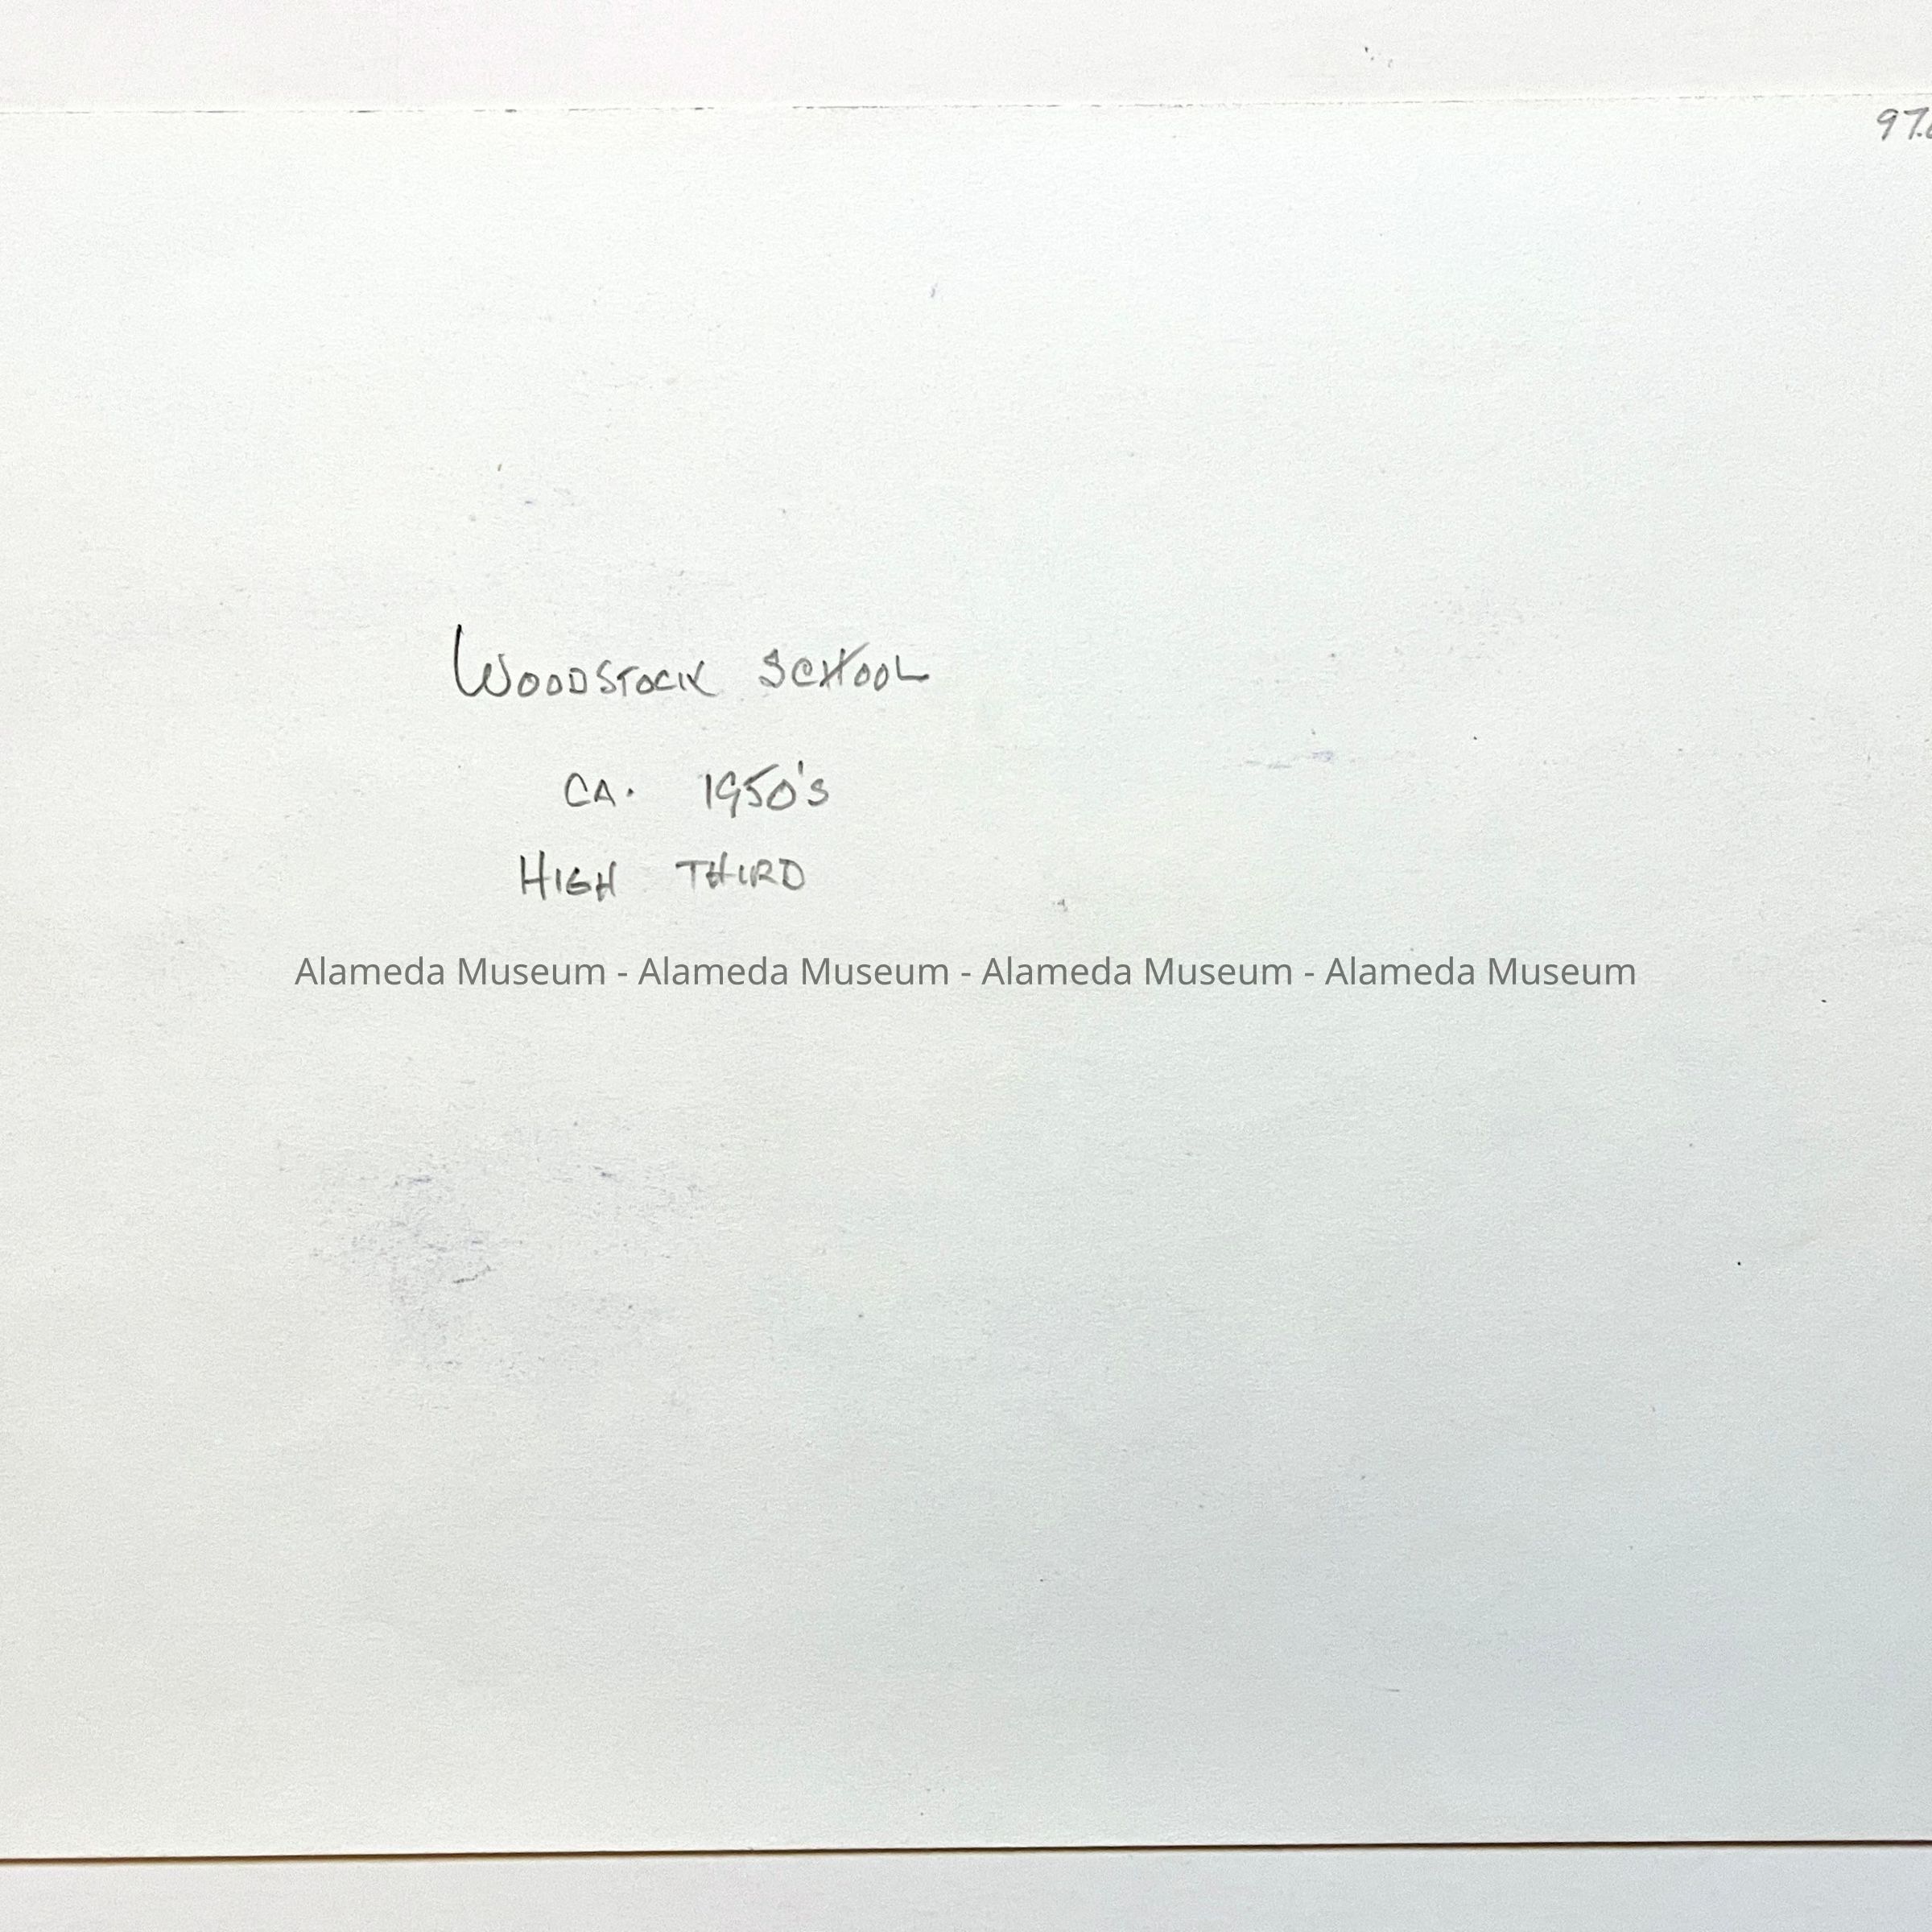 97.
WOODSTOCK SCHOOL
CA. 1950's
HIGH THIRD
Alameda Museum - Alameda Museum - Alameda Museum - Alameda Museum